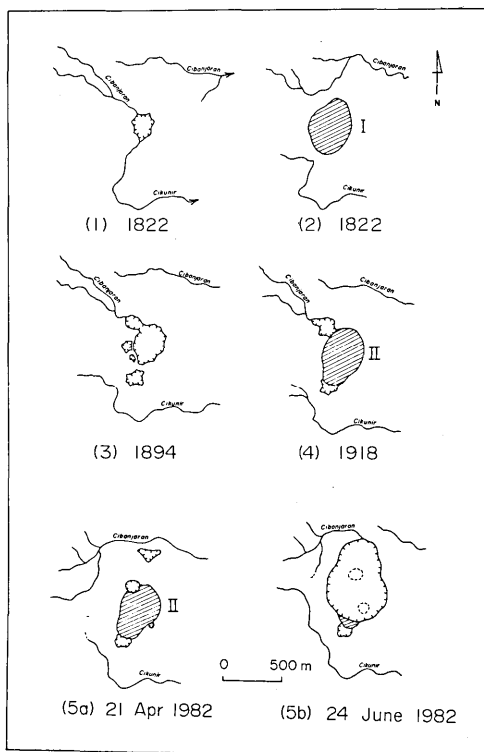 Cibanjaran
Cibanjaran
N
I
Cikunir
Cikunir
(1) 1822
(2) 1822
Cibanjaran
Cibanjaran
Cibanjaran
Cibanjaran
II
Cikunir
Cikunir
(3) 1894
(4) 1918
Cibanjaran
Cibanjaran
II
Cikunir
Cikunir
0 500 m
(5a) 21 Apr 1982
(5b) 24 June 1982